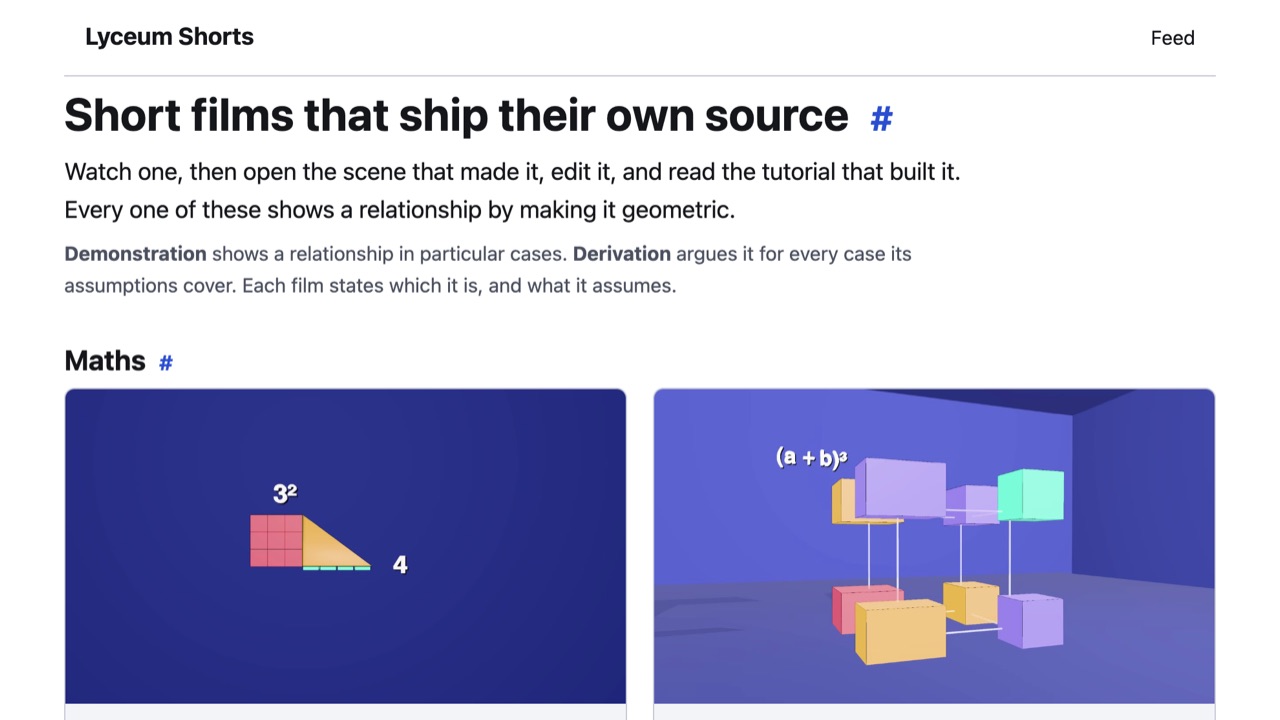 Lyceum Shorts
Feed
Short films that ship their own source #
Watch one, then open the scene that made it, edit it, and read the tutorial that built it.
Every one of these shows a relationship by making it geometric.
Demonstration shows a relationship in particular cases. Derivation argues it for every case its
assumptions cover. Each film states which it is, and what it assumes.
Maths #
3²
4
(a + b)³